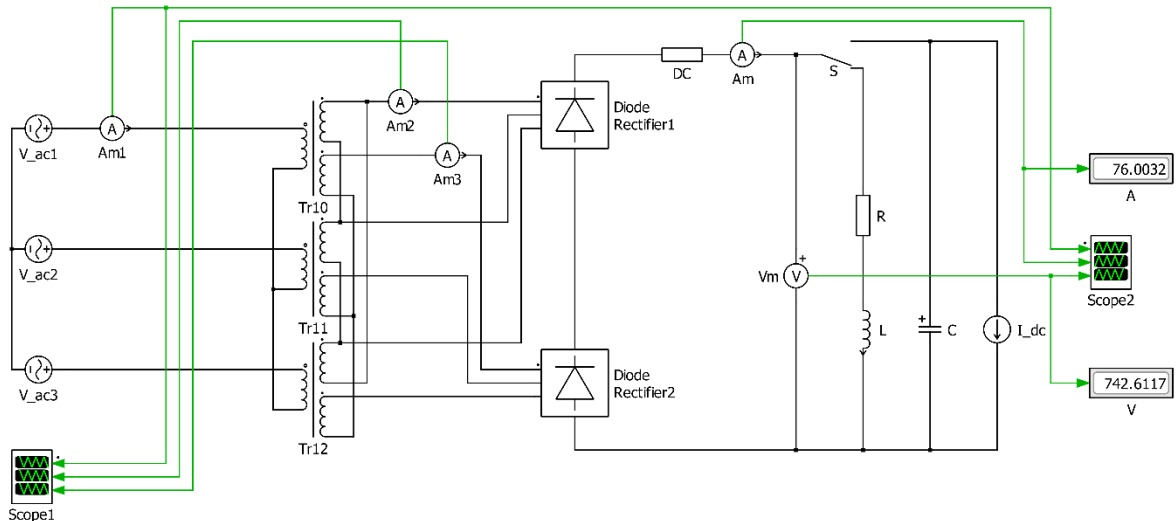 A
Am1
A
Am2
A
Am3
DC
A
Am
S
Diode
Rectifier1
V_ac1
Tr10
76.0032
A
R
V_ac2
Vm
V
Scope2
Tr11
L
C
I_dc
V_ac3
Diode
Rectifier2
742.6117
V
Tr12
Scope1